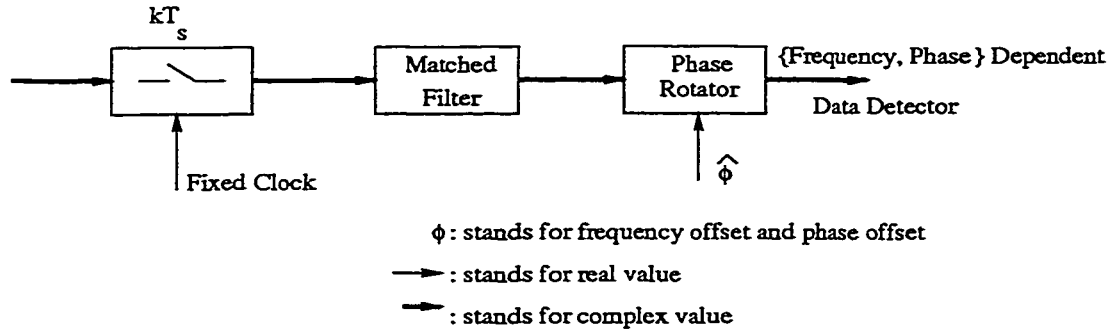 kT
s
Matched
Filter
Phase
Rotator
{Frequency, Phase} Dependent
Data Detector
Fixed Clock
φ̂
ϕ : stands for frequency offset and phase offset
: stands for real value
: stands for complex value